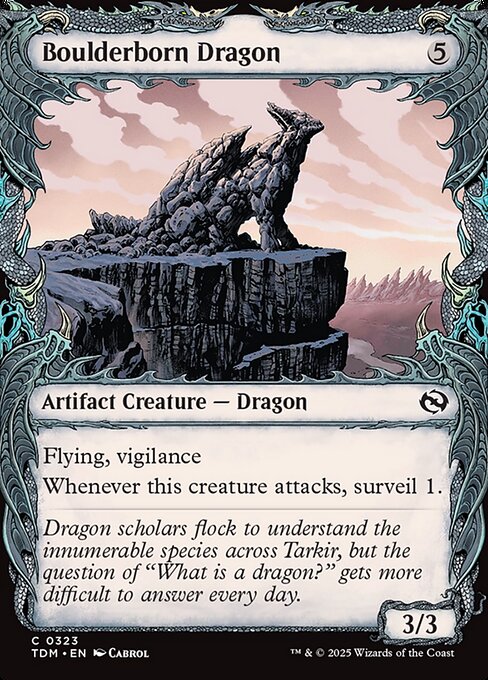 Boulderborn Dragon 5
Artifact Creature — Dragon
Flying, vigilance
Whenever this creature attacks, surveil 1.
Dragon scholars flock to understand the
innumerable species across Tarkir, but the
question of “What is a dragon?” gets more
difficult to answer every day.
3/3
C 0323
TDM • EN Cabrol
™ & © 2025 Wizards of the Coast